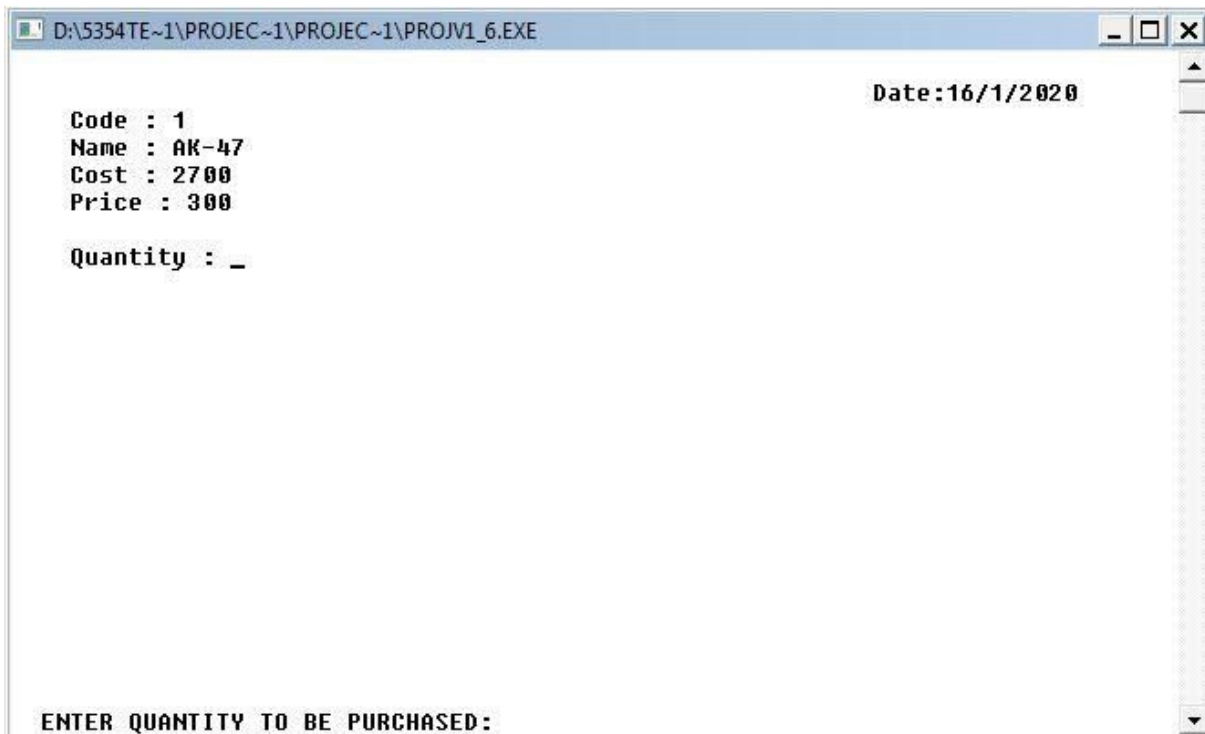 D:\5354TE~1\PROJEC~1\PROJEC~1\PROJV1_6.EXE
Date:16/1/2020
Code : 1
Name : AK-47
Cost : 2700
Price : 300
Quantity : _
ENTER QUANTITY TO BE PURCHASED: